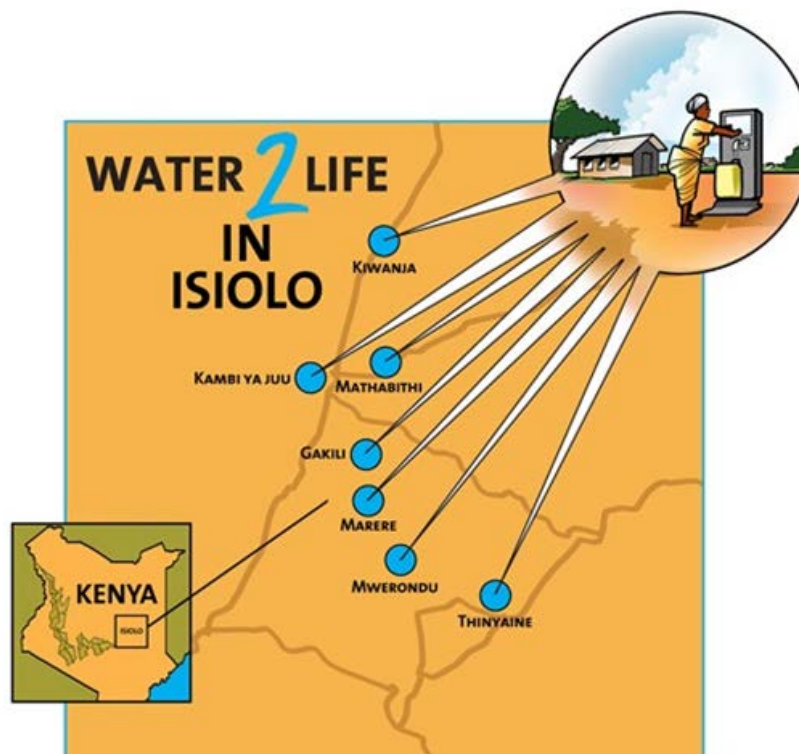 WATER 2 LIFE
IN
ISIOLO
KIWANJA
KAMBI YA JUU
MATHABITHI
GAKILI
MARERE
MWERONDU
THINYAINE
KENYA
ISIOLO